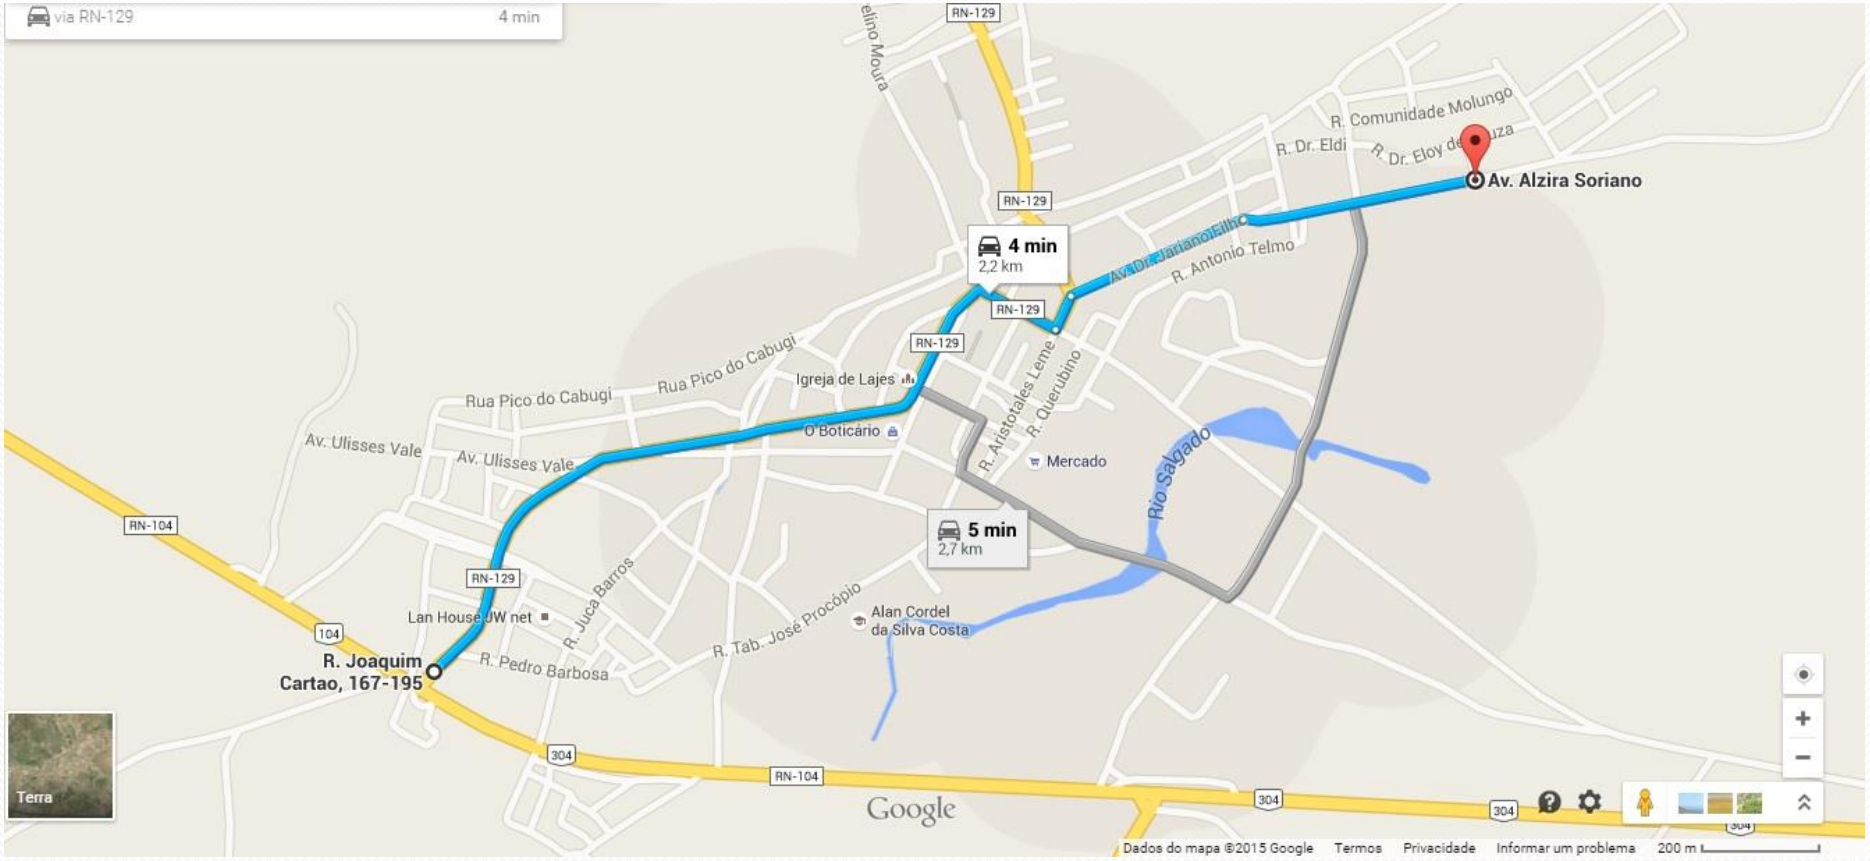 via RN-129 4 min
RN-129
elino Moura
R. Comunidade Molungo
R. Dr. Eldi
R. Dr. Eloy de uza
Av. Alzira Soriano
RN-129
4 min
2,2 km
Av. Dr. Jariano Filho
R. Antonio Telmo
RN-129
RN-129
Rua Pico do Cabugi
Rua Pico do Cabugi
Igreja de Lajes
R. Aristotales Leme
R. Querubino
O Boticário
Av. Ulisses Vale
Av. Ulisses Vale
Mercado
Rio Salgado
RN-104
5 min
2,7 km
RN-129
Lan House JW net
R. Juca Barros
R. Tab. José Procópio
Alan Cordel
da Silva Costa
104
R. Joaquim
Cartao, 167-195
R. Pedro Barbosa
304
RN-104
304
304
304
Terra
Google
Dados do mapa ©2015 Google Termos Privacidade Informar um problema 200 m